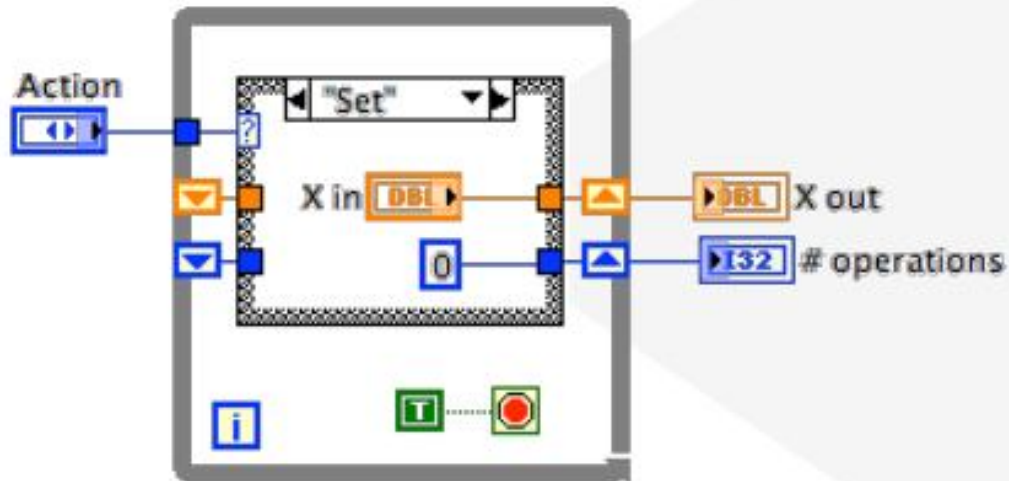 Action
"Set"
?
X in
DBL
DBL
X out
0
I32
# operations
i
T